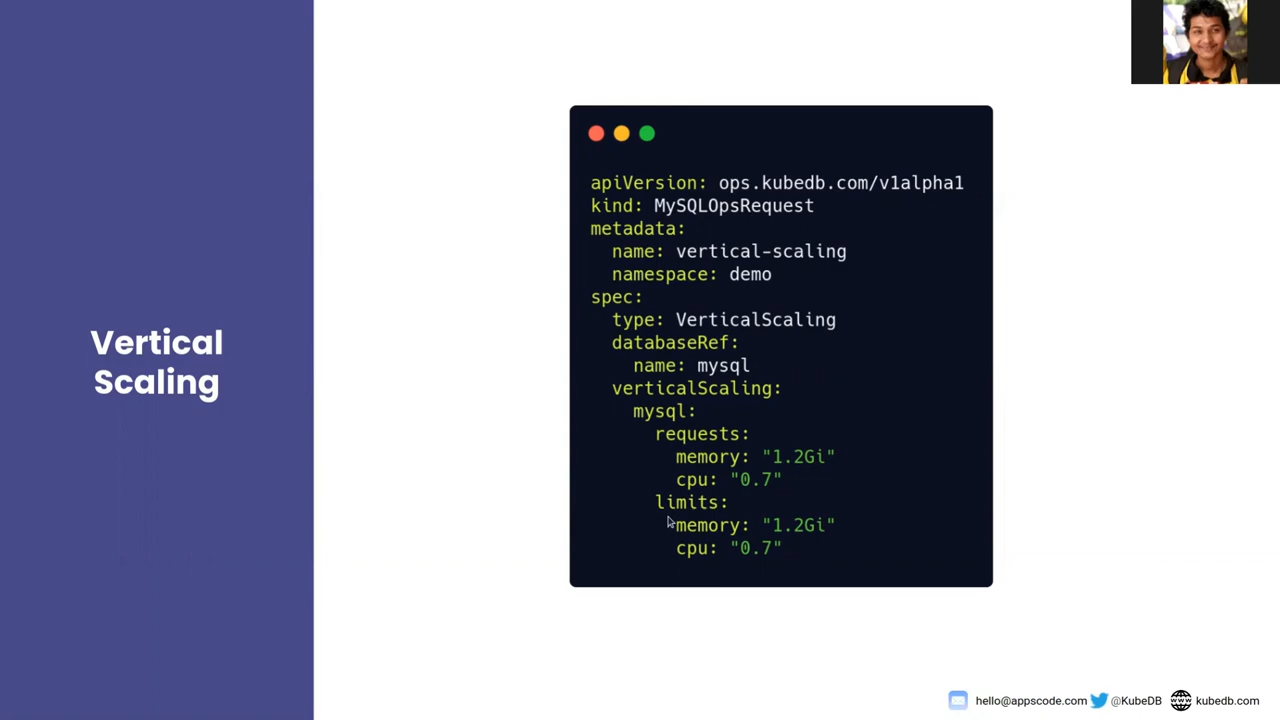 Vertical
Scaling
apiVersion: ops.kubedb.com/v1alpha1
kind: MySQLOpsRequest
metadata:
  name: vertical-scaling
  namespace: demo
spec:
  type: VerticalScaling
  databaseRef:
    name: mysql
  verticalScaling:
    mysql:
      requests:
        memory: "1.2Gi"
        cpu: "0.7"
      limits:
        memory: "1.2Gi"
        cpu: "0.7"
hello@appscode.com @KubeDB kubedb.com